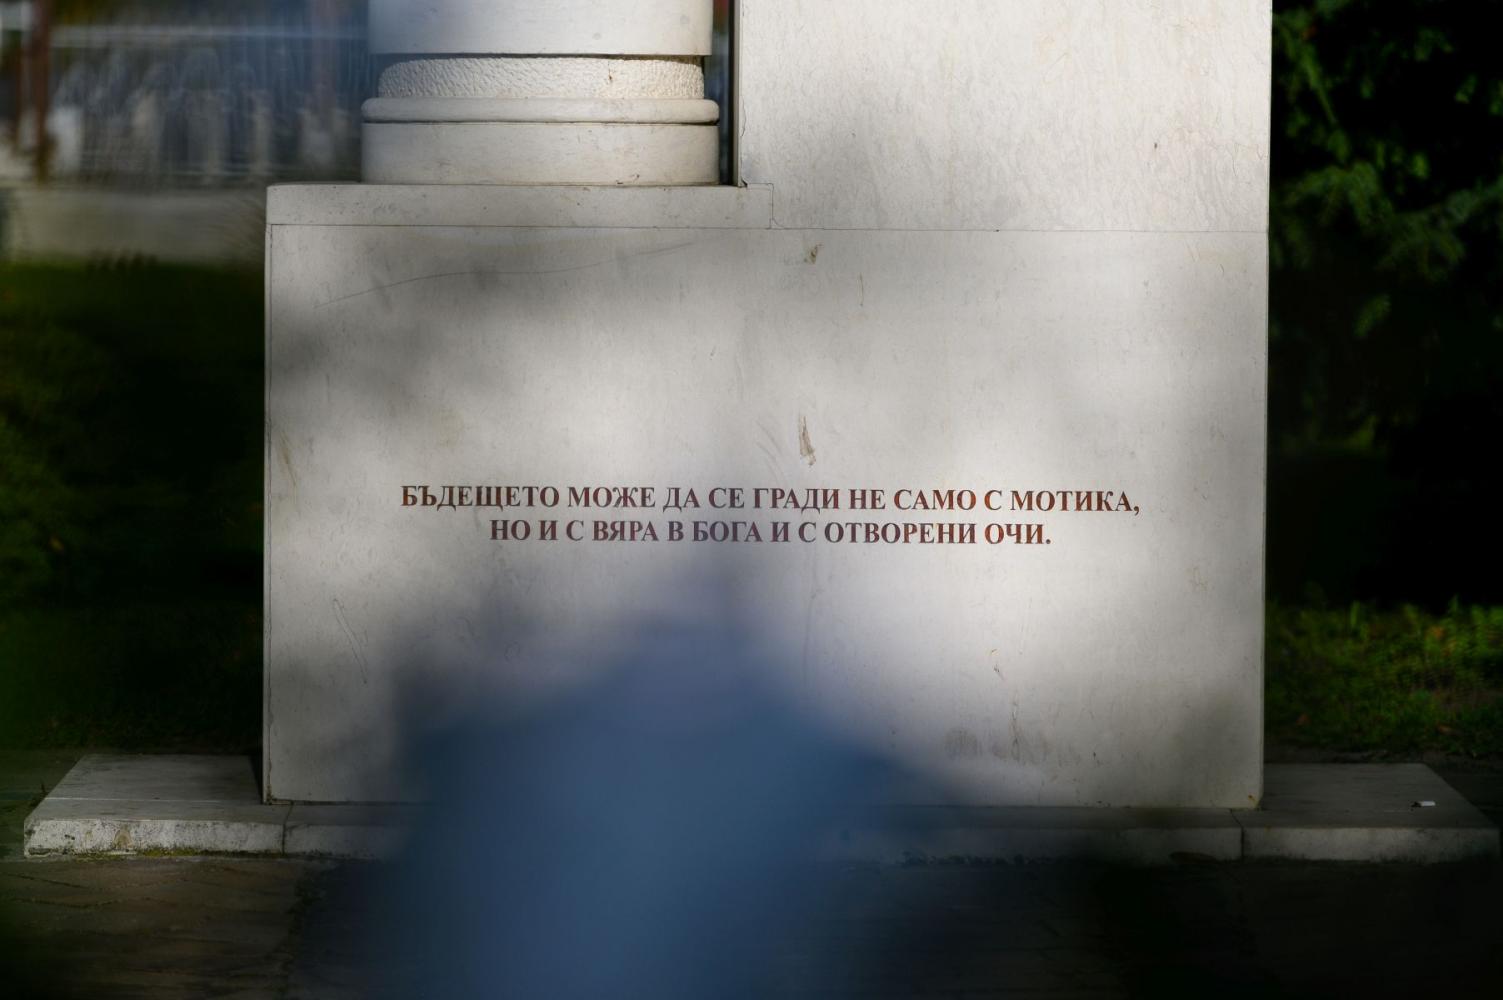 БЪДЕЩЕТО МОЖЕ ДА СЕ ГРАДИ НЕ САМО С МОТИКА,
НО И С ВЯРА В БОГА И С ОТВОРЕНИ ОЧИ.